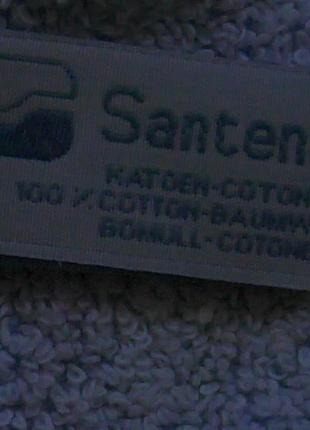 Santen
KATOEN-COTON
100 % COTTON-BAUMW
BOMULL-COTONE